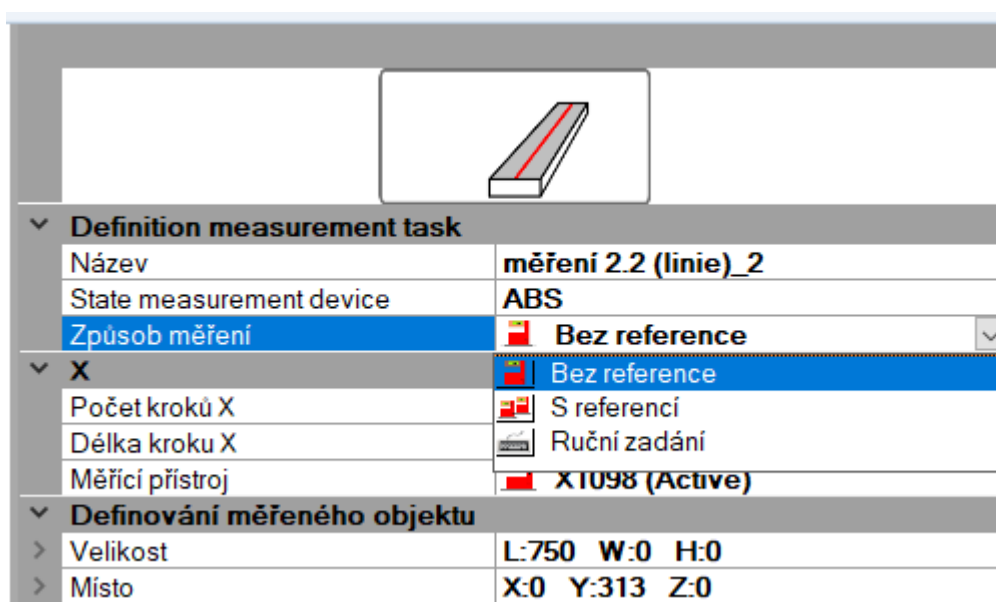 Definition measurement task
Název měření 2.2 (linie)_2
State measurement device ABS
Způsob měření Bez reference
X Bez reference
Počet kroků X S referencí
Délka kroku X Ruční zadání
Měřící přístroj X1098 (Active)
Definování měřeného objektu
Velikost L:750 W:0 H:0
Místo X:0 Y:313 Z:0